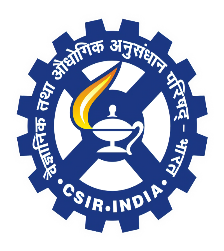 वैज्ञानिक तथा औद्योगिक अनुसंधान परिषद् - भारत
• CSIR•INDIA •